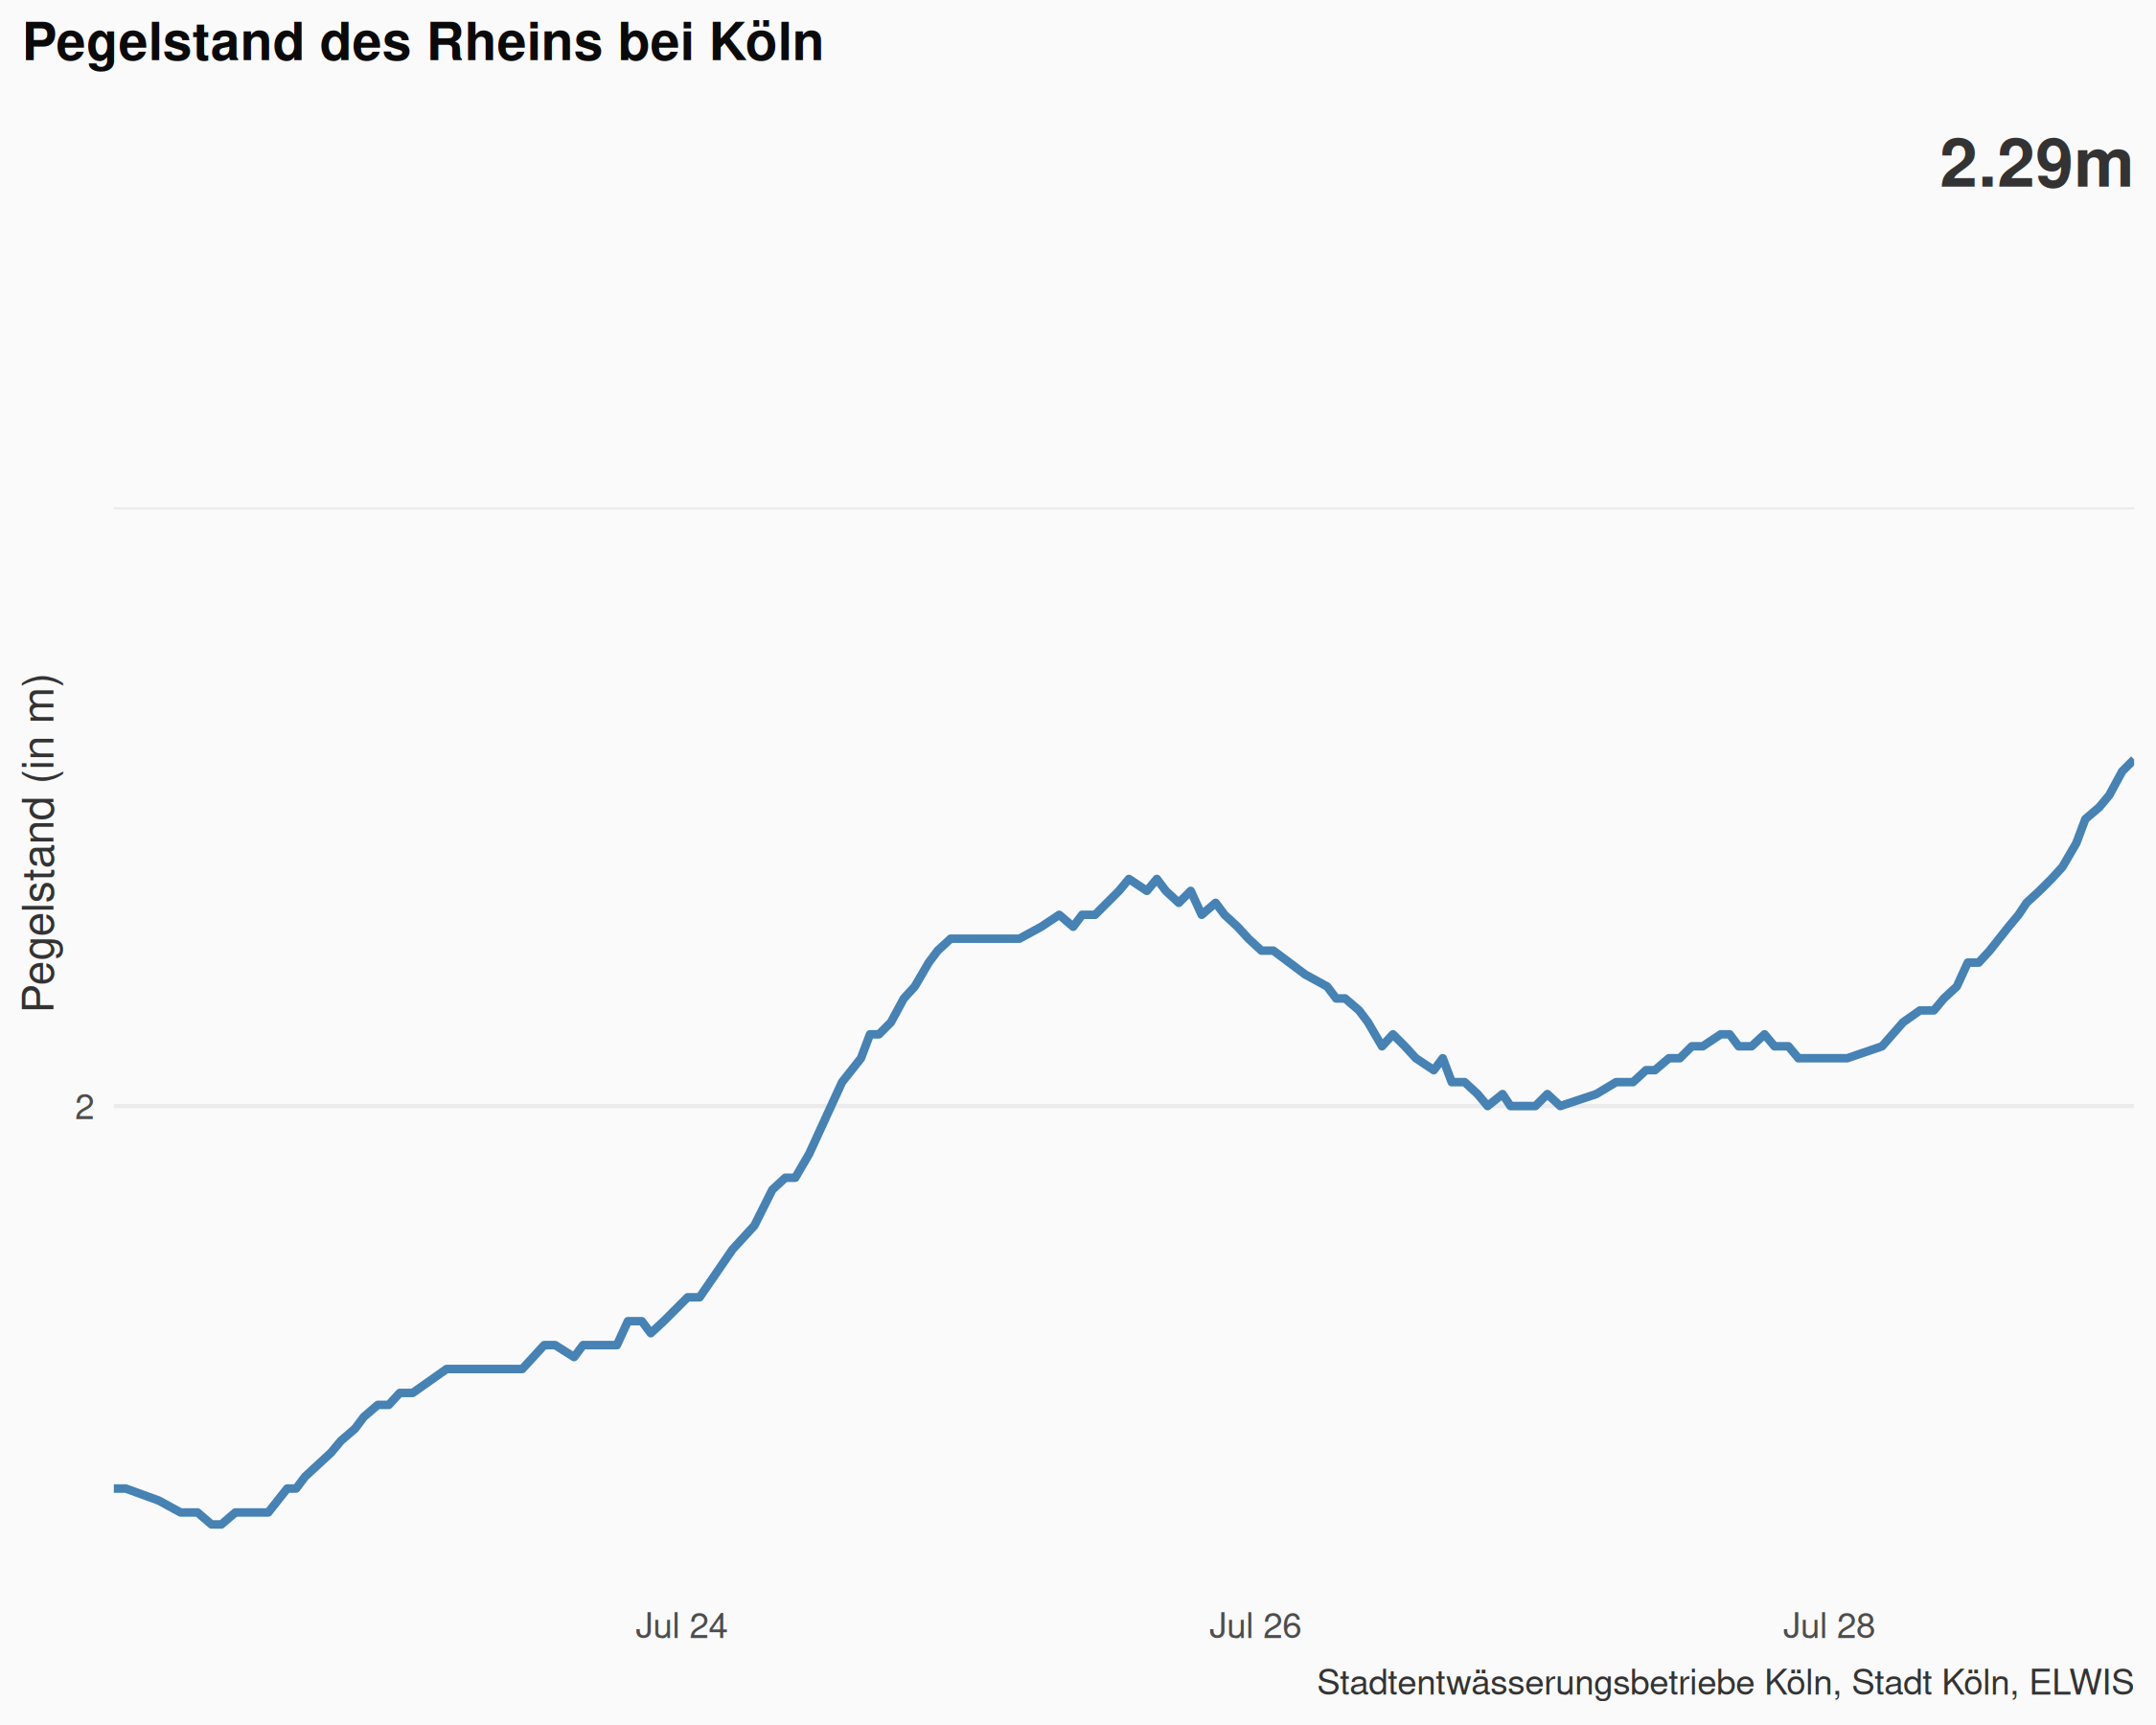 Pegelstand des Rheins bei Köln
2.29m
Pegelstand (in m)
2
Jul 24
Jul 26
Jul 28
Stadtentwässerungsbetriebe Köln, Stadt Köln, ELWIS